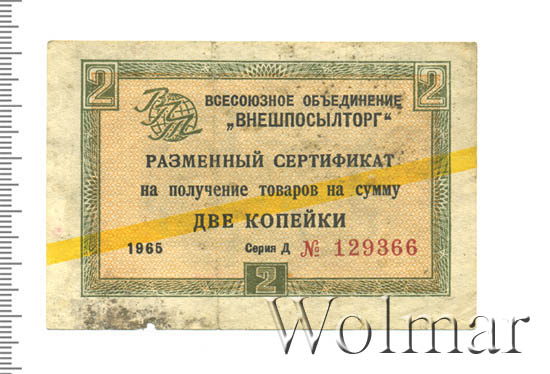 2 2
ВПТ
ВСЕСОЮЗНОЕ ОБЪЕДИНЕНИЕ
„ВНЕШПОСЫЛТОРГ“
РАЗМЕННЫЙ СЕРТИФИКАТ
на получение товаров на сумму
ДВЕ КОПЕЙКИ
1965 Серия Д № 129366
2
Wolmar